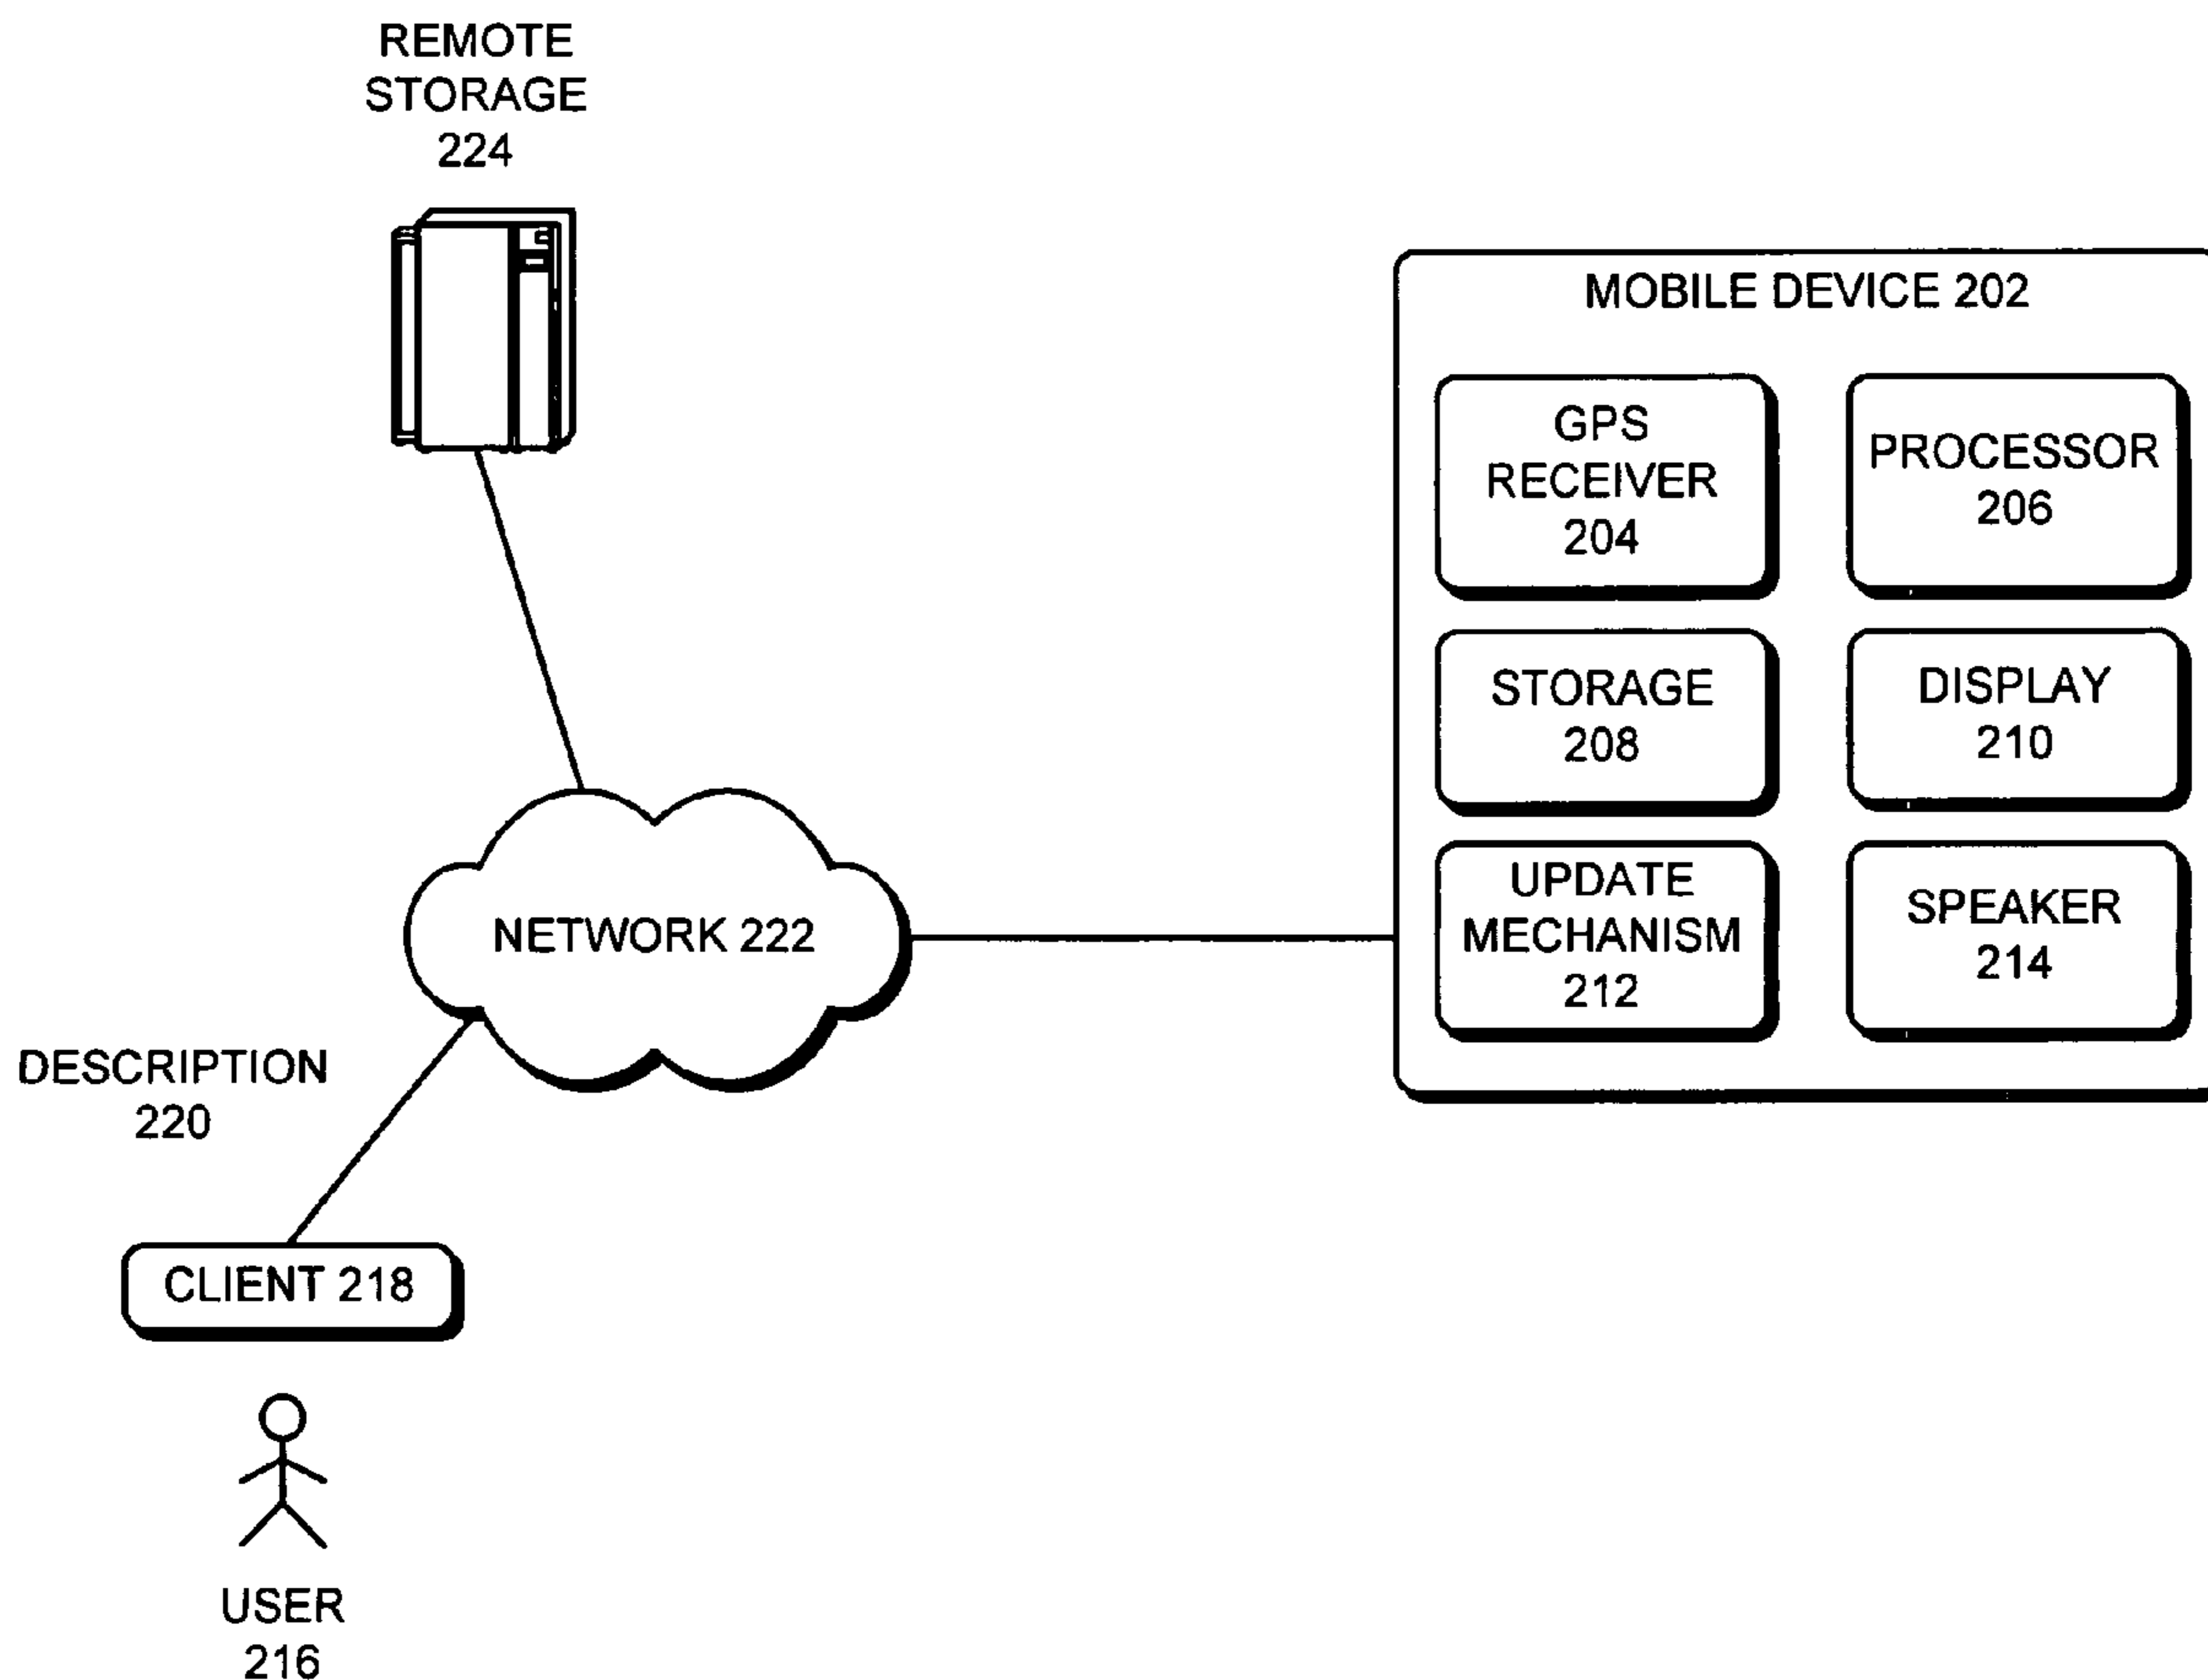 REMOTE
STORAGE
224
MOBILE DEVICE 202
GPS
RECEIVER
204
PROCESSOR
206
STORAGE
208
DISPLAY
210
UPDATE
MECHANISM
212
SPEAKER
214
NETWORK 222
DESCRIPTION
220
CLIENT 218
USER
216